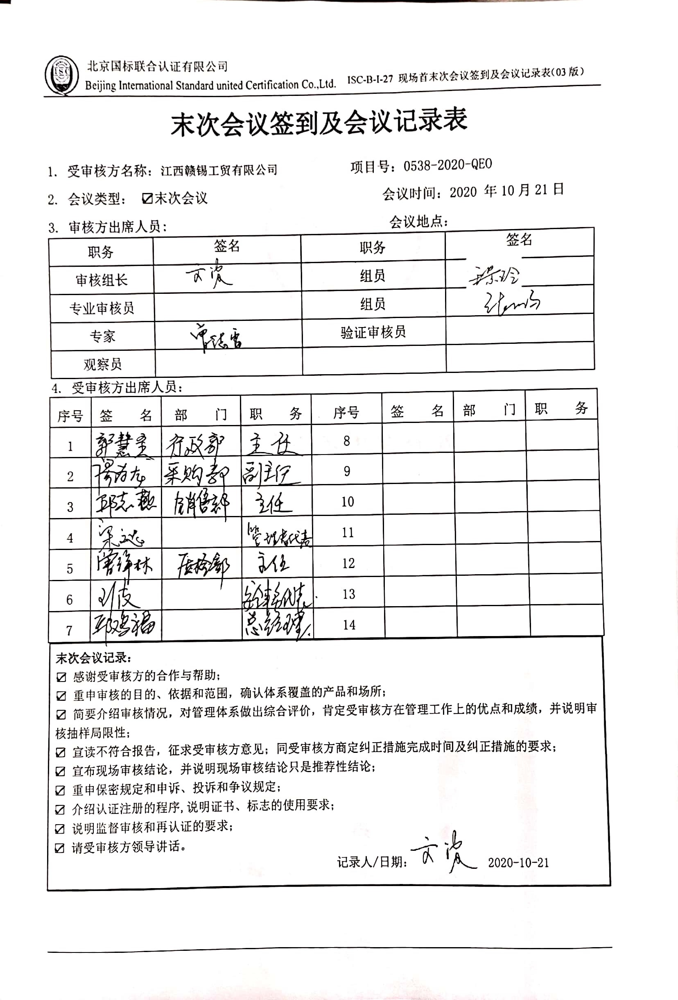 北京国标联合认证有限公司
Beijing International Standard united Certification Co.,Ltd. ISC-B-I-27 现场首末次会议签到及会议记录表(03 版)
末次会议签到及会议记录表
1. 受审核方名称：江西赣锡工贸有限公司 项目号：0538-2020-QEO
2. 会议类型： ☑末次会议 会议时间：2020 年 10 月 21 日
3. 审核方出席人员： 会议地点：
职务 签名 职务 签名
审核组长 文波 组员
专业审核员 组员
专家 验证审核员
观察员
4. 受审核方出席人员：
序号 签 名 部 门 职 务 序号 签 名 部 门 职 务
1 行政部 主任 8
2 采购部 副主任 9
3 邱志燕 销售部 主任 10
4 管理者代表 11
5 曾祥林 质检部 主任 12
6 13
7 总经理 14
末次会议记录：
☑ 感谢受审核方的合作与帮助；
☑ 重申审核的目的、依据和范围，确认体系覆盖的产品和场所；
☑ 简要介绍审核情况，对管理体系做出综合评价，肯定受审核方在管理工作上的优点和成绩，并说明审
核抽样局限性；
☑ 宣读不符合报告，征求受审核方意见；同受审核方商定纠正措施完成时间及纠正措施的要求；
☑ 宣布现场审核结论，并说明现场审核结论只是推荐性结论；
☑ 重申保密规定和申诉、投诉和争议规定；
☑ 介绍认证注册的程序,说明证书、标志的使用要求；
☑ 说明监督审核和再认证的要求；
☑ 请受审核方领导讲话。
记录人/日期： 文波 2020-10-21